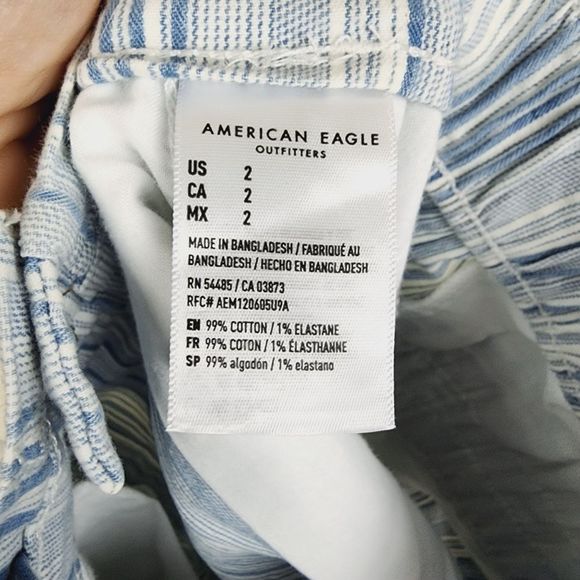 AMERICAN EAGLE
OUTFITTERS
US 2
CA 2
MX 2
MADE IN BANGLADESH / FABRIQUÉ AU
BANGLADESH / HECHO EN BANGLADESH
RN 54485 / CA 03873
RFC# AEM120605U9A
EN 99% COTTON / 1% ELASTANE
FR 99% COTON / 1% ÉLASTHANNE
SP 99% algodón / 1% elastano